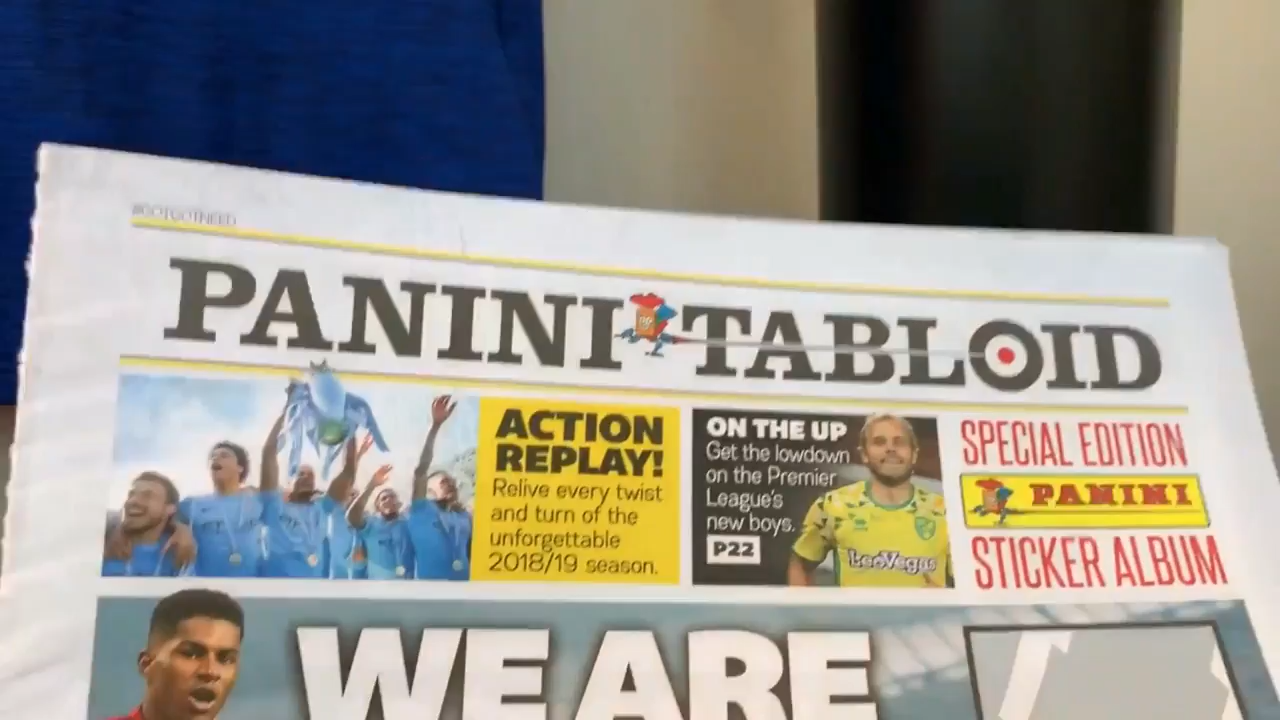 #GOTGOTNEED
PANINI TABLOID
ACTION
REPLAY!
Relive every twist
and turn of the
unforgettable
2018/19 season.
ON THE UP
Get the lowdown
on the Premier
League's
new boys.
P22
LeoVegas
SPECIAL EDITION
PANINI
STICKER ALBUM
WE ARE